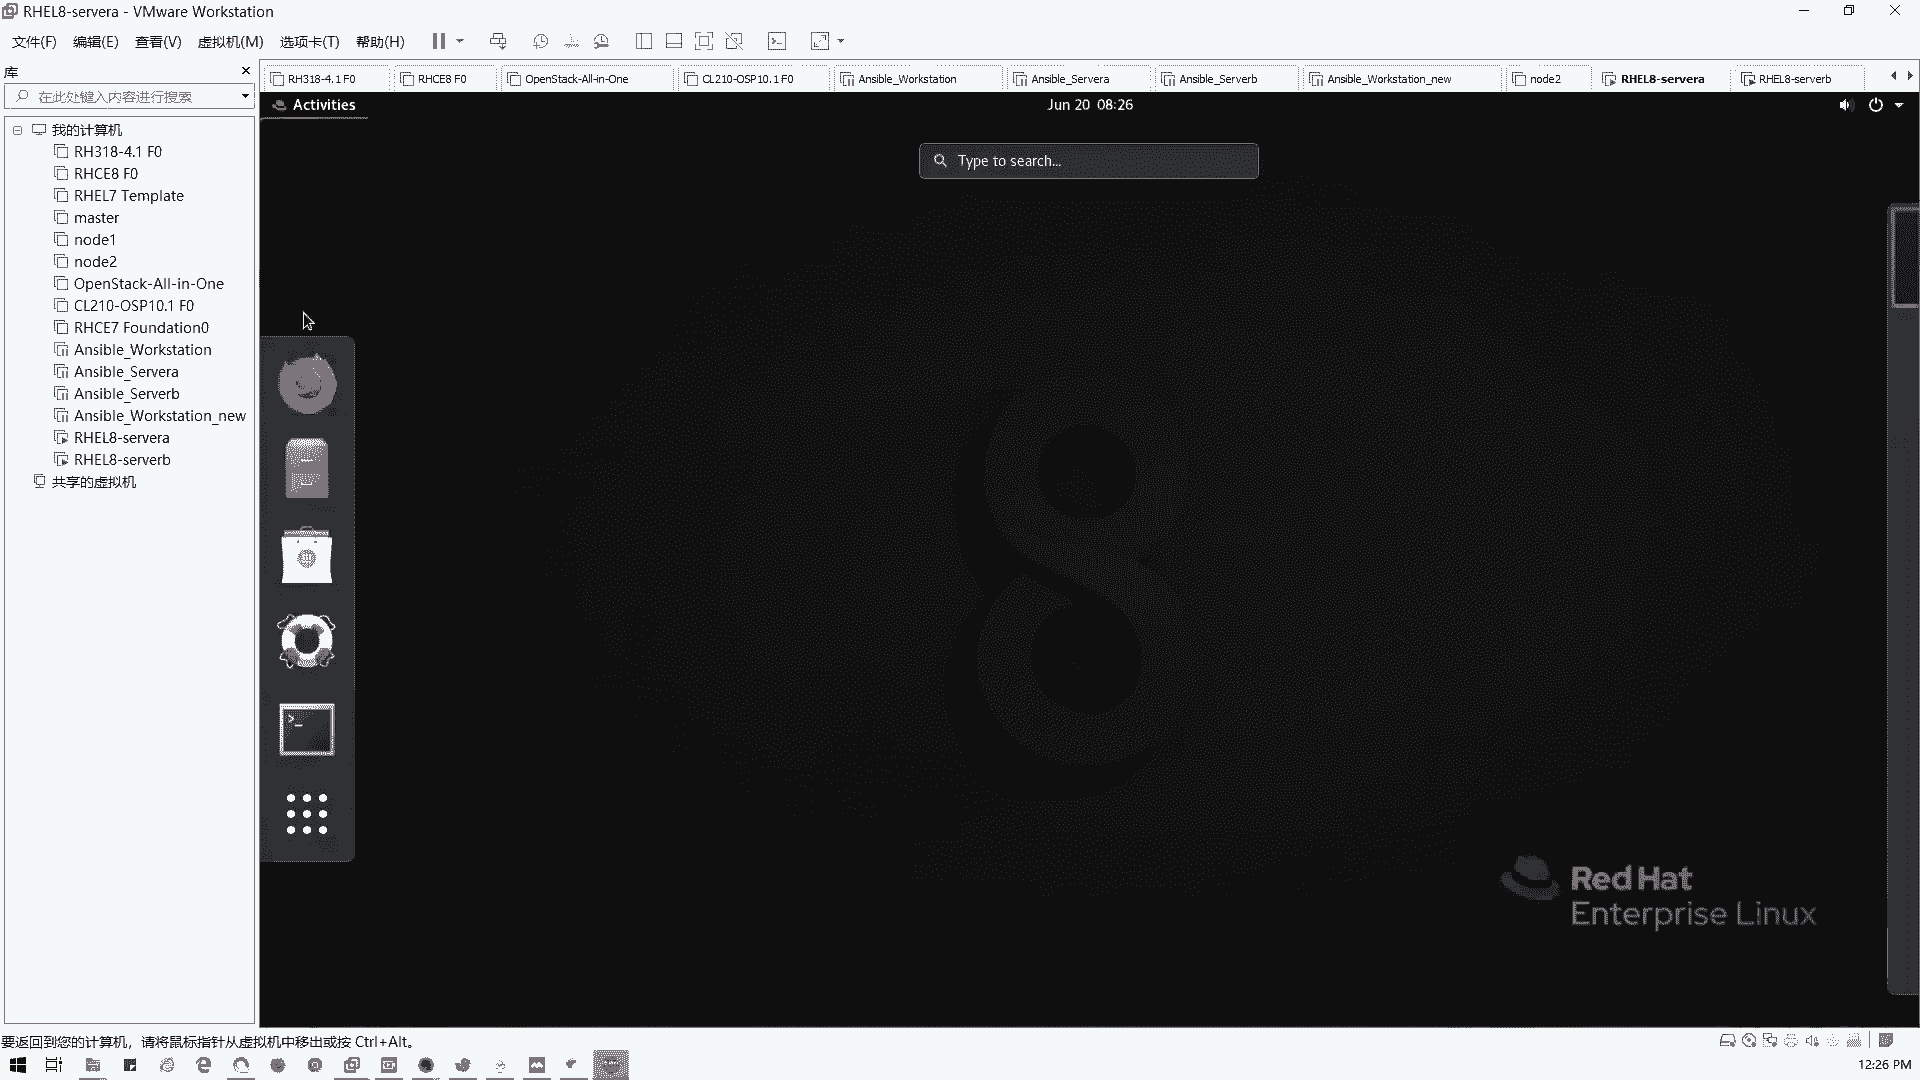 RHEL8-servera - VMware Workstation
文件(F) 编辑(E) 查看(V) 虚拟机(M) 选项卡(T) 帮助(H)
库
在此处键入内容进行搜索
我的计算机
RH318-4.1 F0
RHCE8 F0
RHEL7 Template
master
node1
node2
OpenStack-All-in-One
CL210-OSP10.1 F0
RHCE7 Foundation0
Ansible_Workstation
Ansible_Servera
Ansible_Serverb
Ansible_Workstation_new
RHEL8-servera
RHEL8-serverb
共享的虚拟机
RH318-4.1 F0 RHCE8 F0 OpenStack-All-in-One CL210-OSP10.1 F0 Ansible_Workstation Ansible_Servera Ansible_Serverb Ansible_Workstation_new node2 RHEL8-servera RHEL8-serverb
Activities Jun 20 08:26
Type to search...
Red Hat
Enterprise Linux
要返回到您的计算机，请将鼠标指针从虚拟机中移出或按 Ctrl+Alt。
12:26 PM